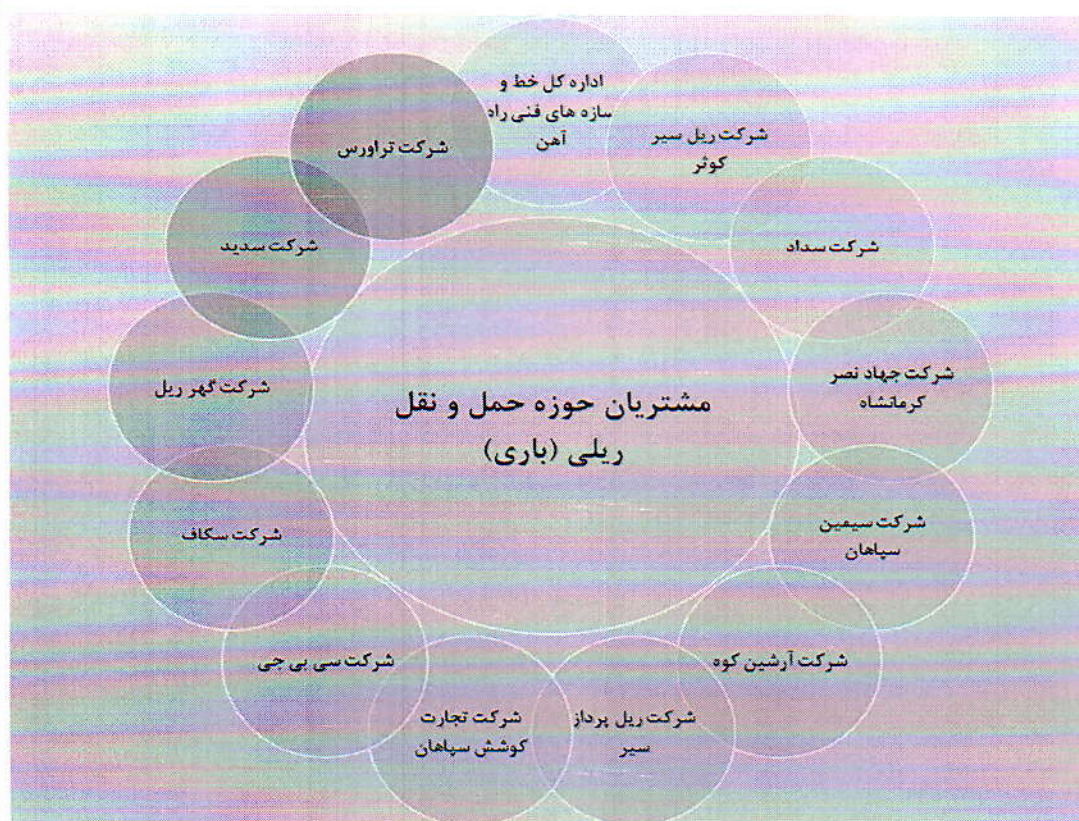 اداره کل خط و
سازه های فنی راه
آهن
شرکت ریل سیر
کوثر
شرکت سداد
شرکت جهاد نصر
کرمانشاه
شرکت سیمین
سپاهان
شرکت آرشین کوه
شرکت ریل پرداز
سیر
شرکت تجارت
کوشش سپاهان
شرکت سی بی جی
شرکت سکاف
شرکت گهر ریل
شرکت سدید
شرکت تراورس
مشتریان حوزه حمل و نقل
ریلی (باری)